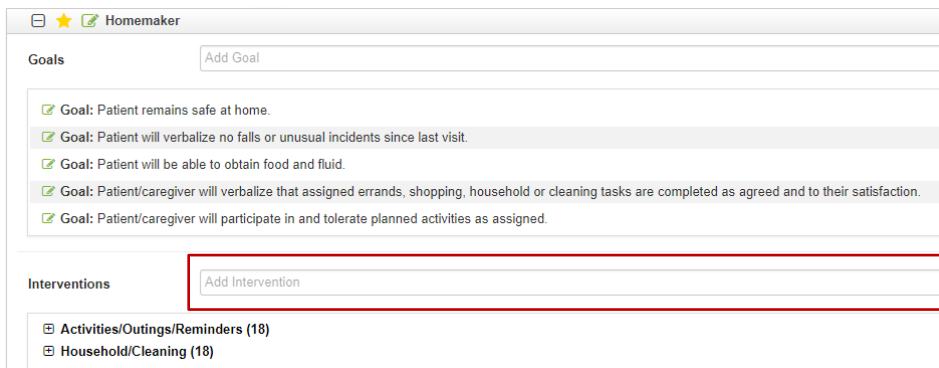 Homemaker
Goals
Add Goal
Goal: Patient remains safe at home.
Goal: Patient will verbalize no falls or unusual incidents since last visit.
Goal: Patient will be able to obtain food and fluid.
Goal: Patient/caregiver will verbalize that assigned errands, shopping, household or cleaning tasks are completed as agreed and to their satisfaction.
Goal: Patient/caregiver will participate in and tolerate planned activities as assigned.
Interventions
Add Intervention
Activities/Outings/Reminders (18)
Household/Cleaning (18)